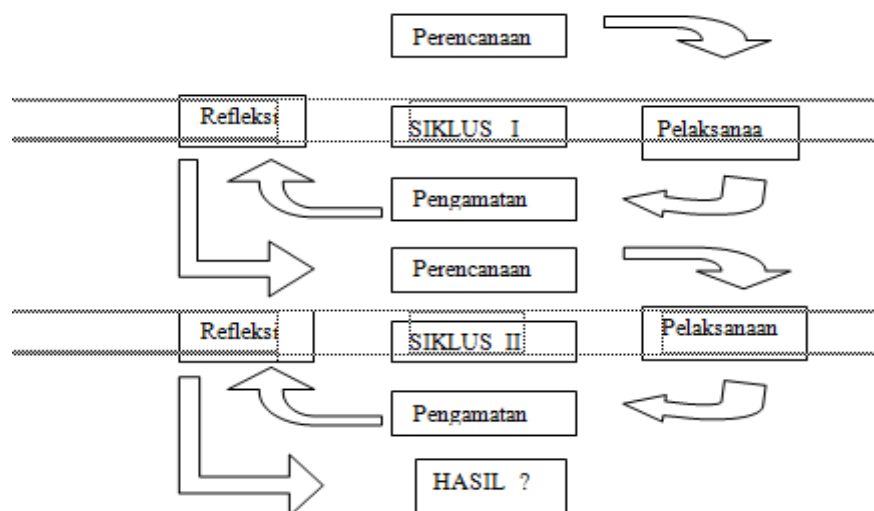 Perencanaan
Refleksi
SIKLUS I
Pelaksanaa
Pengamatan
Perencanaan
Refleksi
SIKLUS II
Pelaksanaan
Pengamatan
HASIL ?